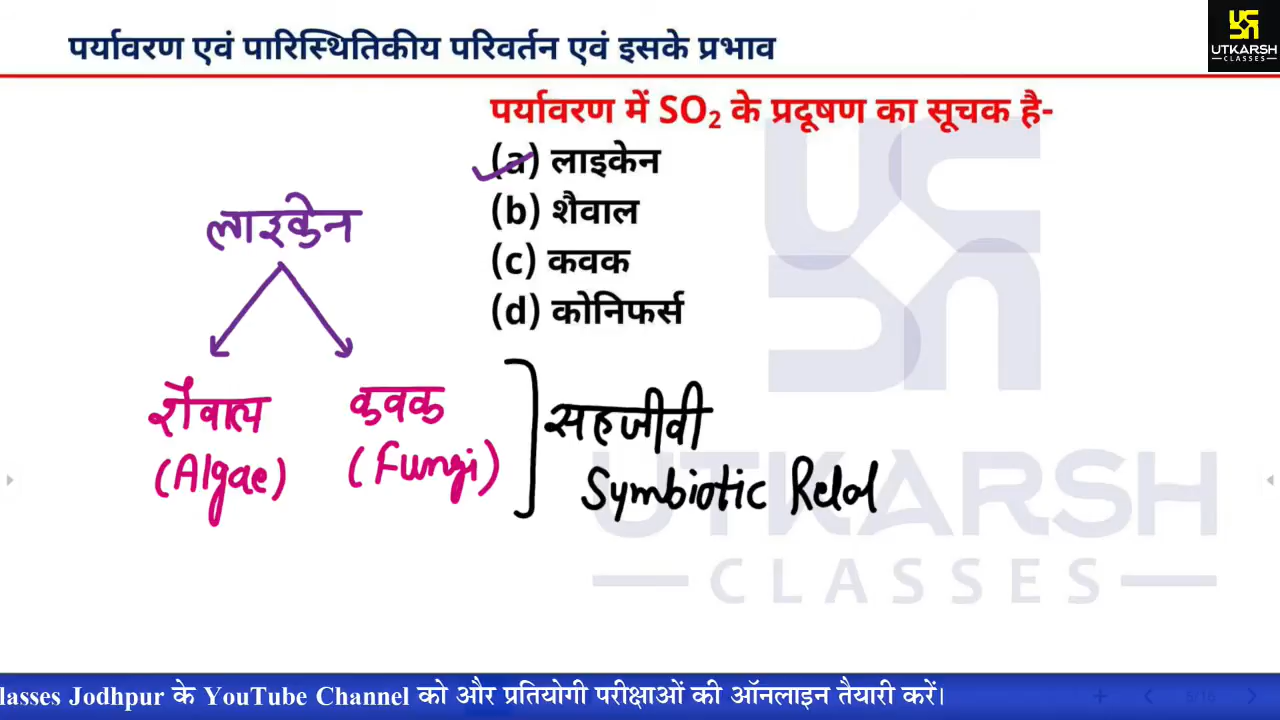 पर्यावरण एवं पारिस्थितिकीय परिवर्तन एवं इसके प्रभाव
UTKARSH
CLASSES
पर्यावरण में SO₂ के प्रदूषण का सूचक है-
(a) लाइकेन
(b) शैवाल
(c) कवक
(d) कोनिफर्स
लाइकेन
शैवाल
(Algae)
कवक
(Fungi)
सहजीवी
Symbiotic Relat
UTKARSH
CLASSES
lasses Jodhpur के YouTube Channel को और प्रतियोगी परीक्षाओं की ऑनलाइन तैयारी करें।